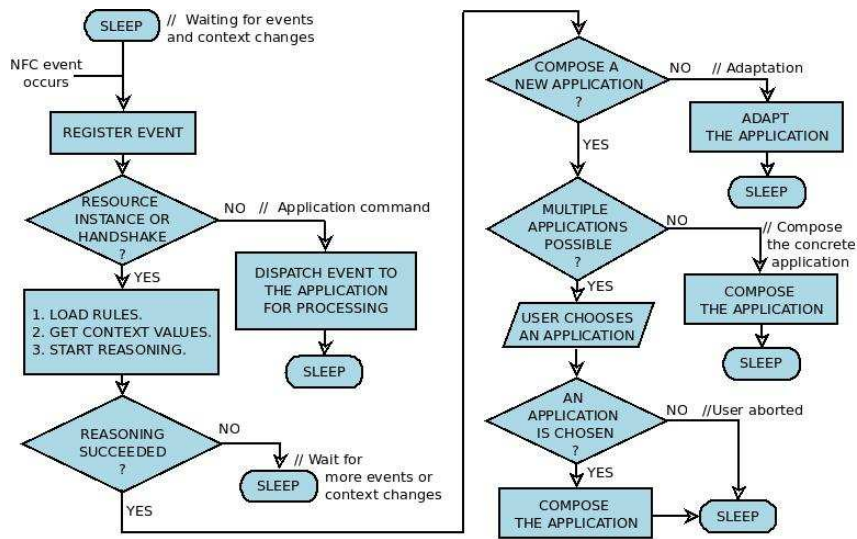 SLEEP
// Waiting for events
and context changes
NFC event
occurs
REGISTER EVENT
RESOURCE
INSTANCE OR
HANDSHAKE
?
NO // Application command
YES
DISPATCH EVENT TO
THE APPLICATION
FOR PROCESSING
SLEEP
1. LOAD RULES.
2. GET CONTEXT VALUES.
3. START REASONING.
REASONING
SUCCEEDED
?
NO
SLEEP
// Wait for
more events or
context changes
YES
COMPOSE A
NEW APPLICATION
?
NO // Adaptation
ADAPT
THE APPLICATION
SLEEP
YES
MULTIPLE
APPLICATIONS
POSSIBLE
?
NO
// Compose
the concrete
application
COMPOSE
THE APPLICATION
SLEEP
YES
USER CHOOSES
AN APPLICATION
AN
APPLICATION
IS CHOSEN
?
NO //User aborted
YES
COMPOSE
THE APPLICATION
SLEEP